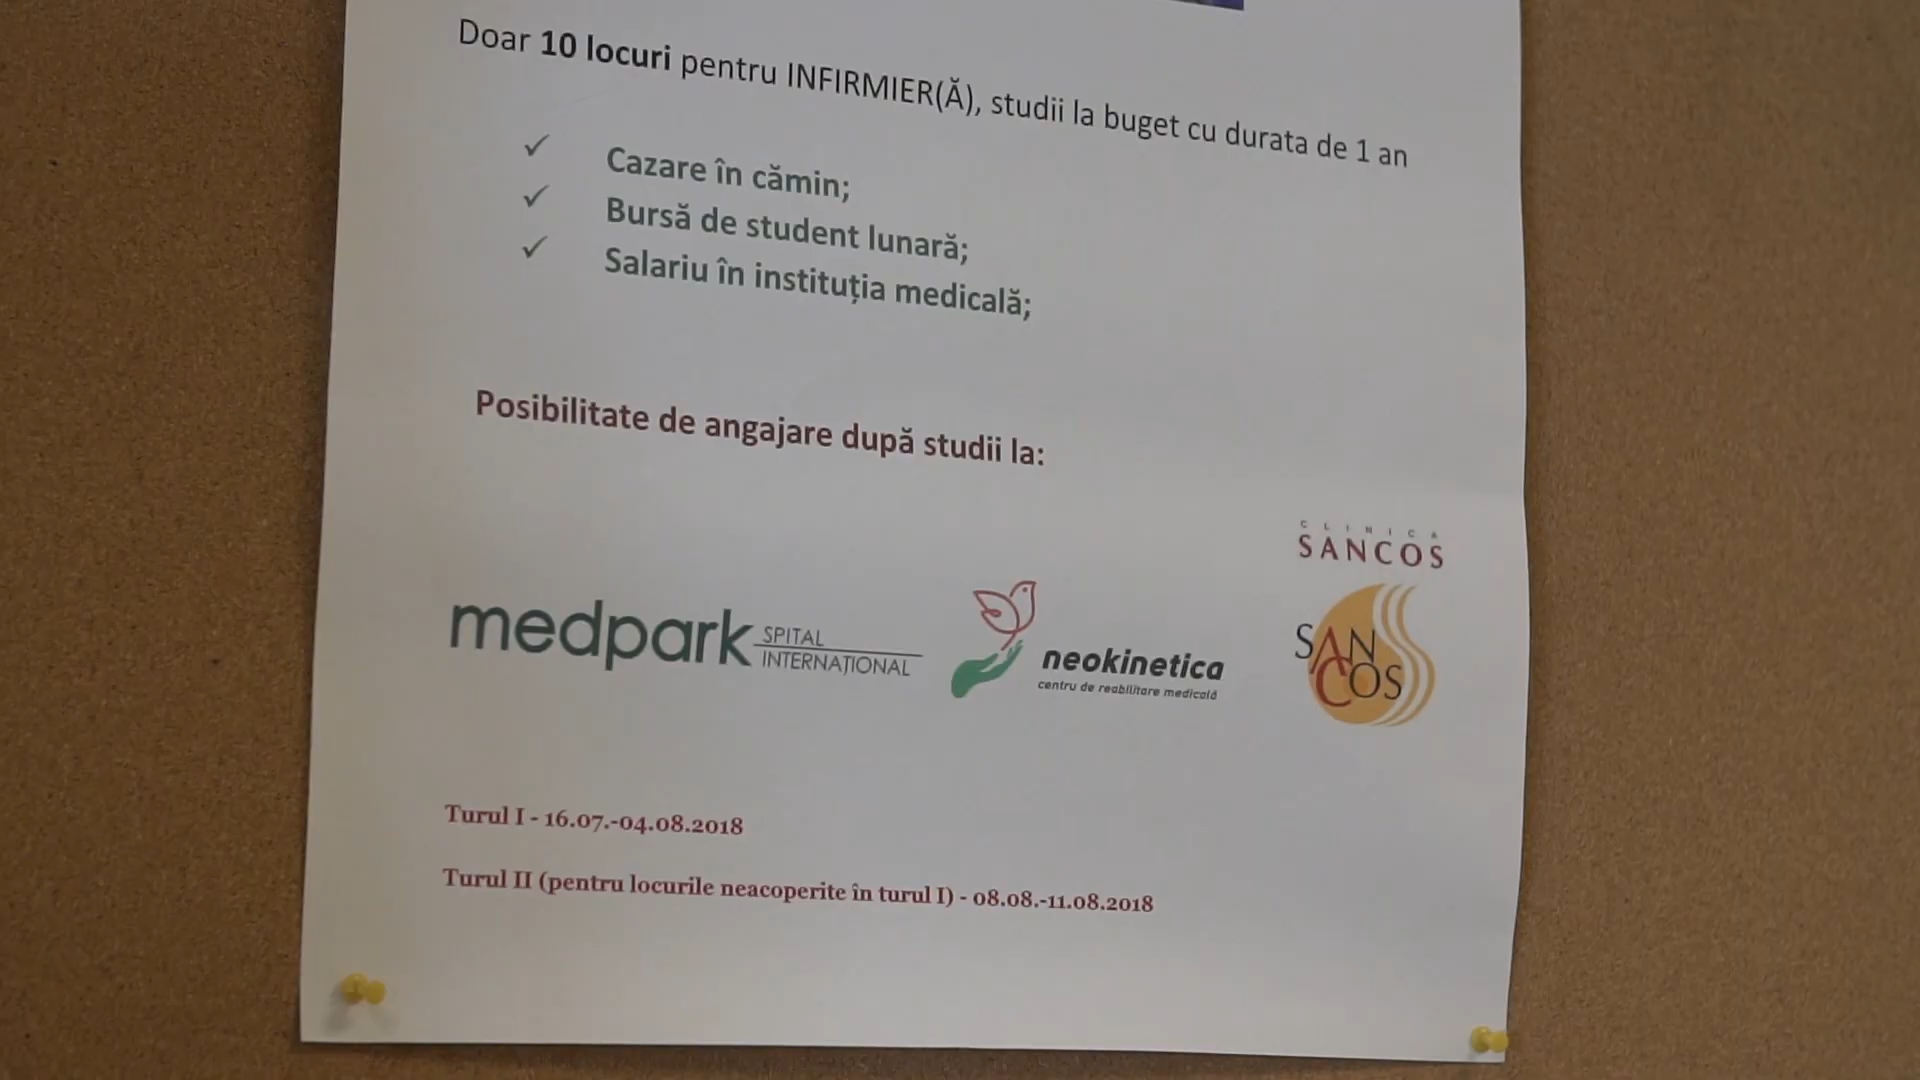 Doar 10 locuri pentru INFIRMIER(Ă), studii la buget cu durata de 1 an
✓ Cazare în cămin;
✓ Bursă de student lunară;
✓ Salariu în instituția medicală;
Posibilitate de angajare după studii la:
CLINICA
SANCOS
medpark SPITAL
INTERNAȚIONAL
neokinetica
centru de reabilitare medicală
SAN
COS
Turul I - 16.07.-04.08.2018
Turul II (pentru locurile neacoperite în turul I) - 08.08.-11.08.2018